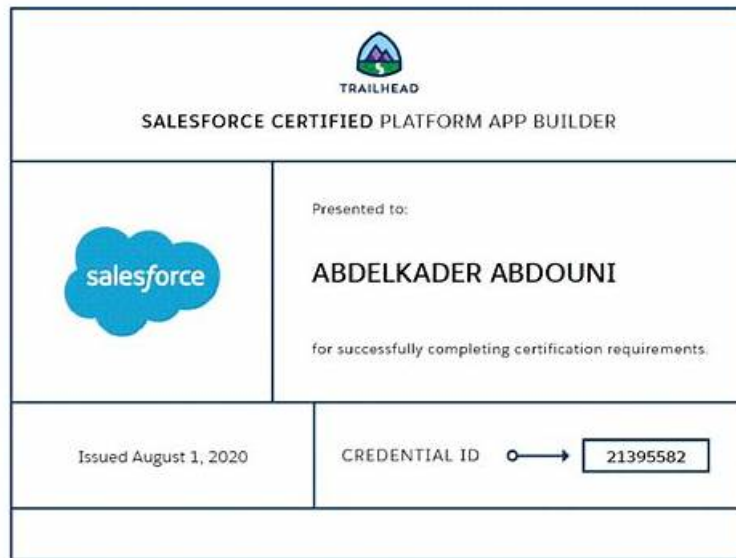 TRAILHEAD
SALESFORCE CERTIFIED PLATFORM APP BUILDER
salesforce
Presented to:
ABDELKADER ABDOUNI
for successfully completing certification requirements.
Issued August 1, 2020
CREDENTIAL ID
21395582